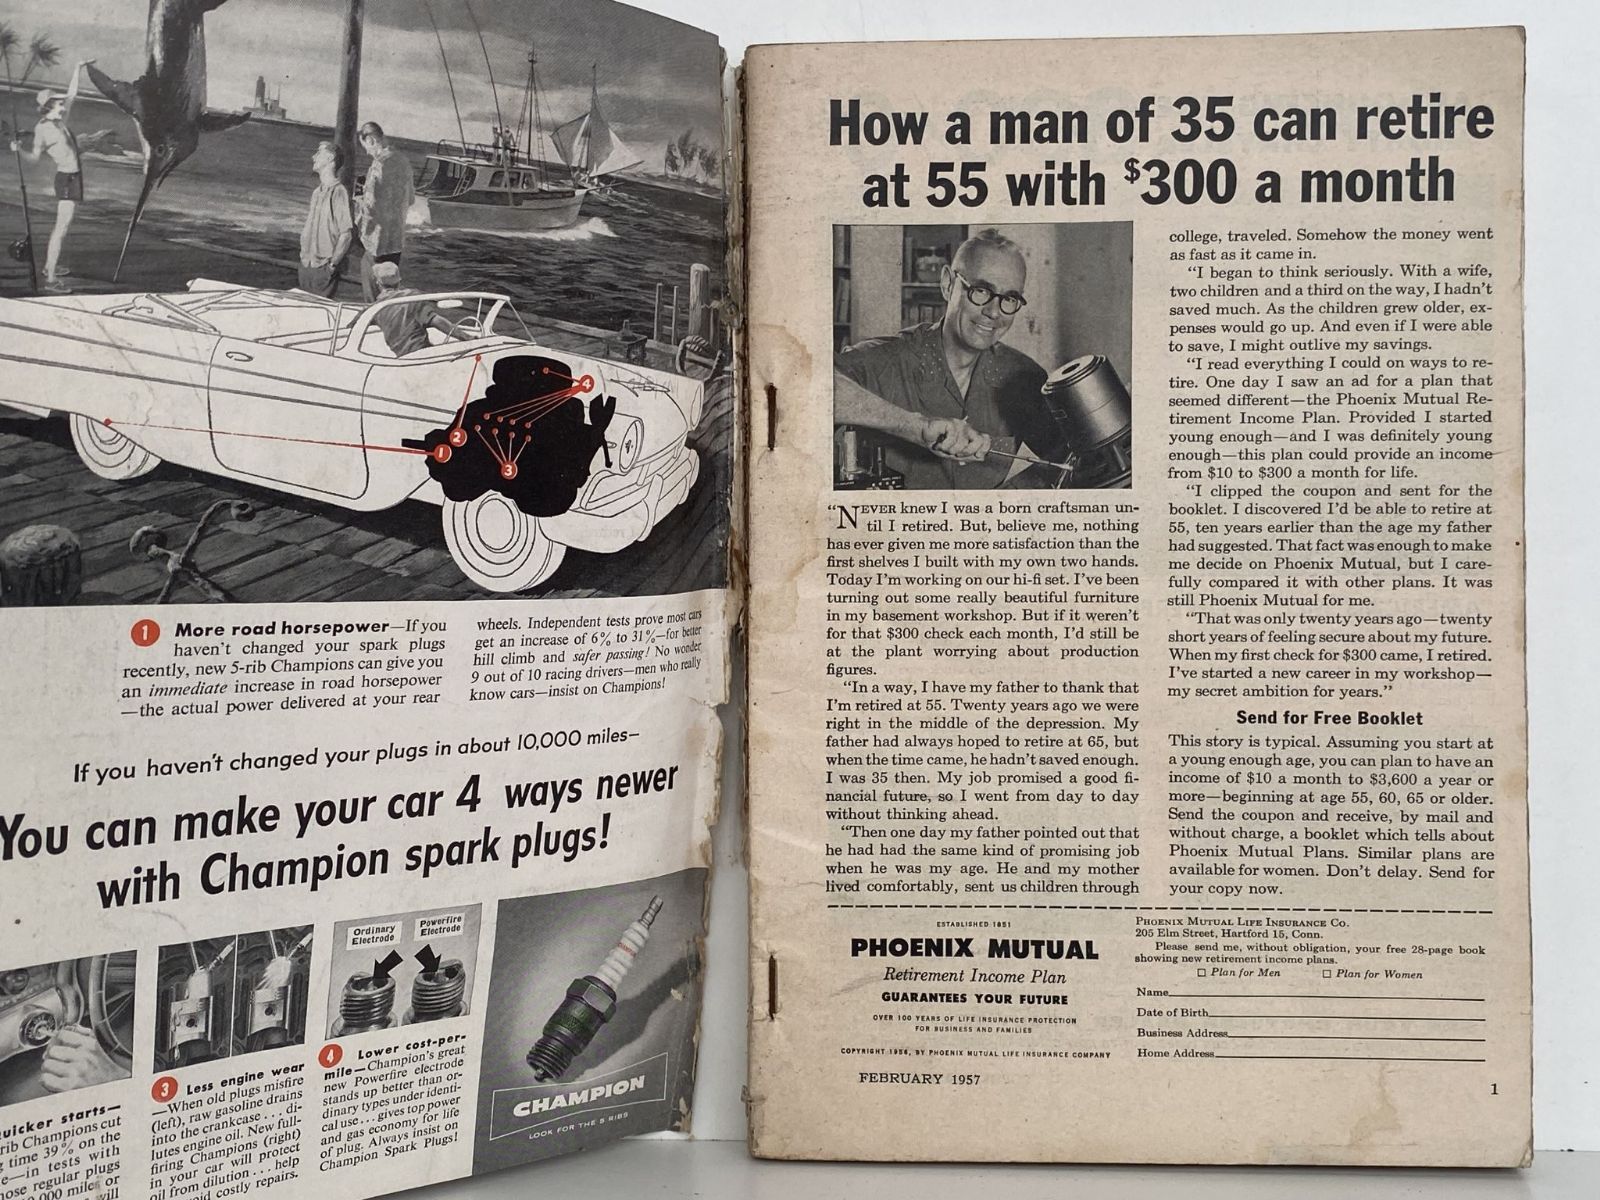 1 More road horsepower—If you
haven't changed your spark plugs
recently, new 5-rib Champions can give you
an immediate increase in road horsepower
—the actual power delivered at your rear
wheels. Independent tests prove most cars
get an increase of 6% to 31%—for better
hill climb and safer passing! No wonder
9 out of 10 racing drivers—men who really
know cars—insist on Champions!
If you haven't changed your plugs in about 10,000 miles—
You can make your car 4 ways newer
with Champion spark plugs!
4
2
1
3
Ordinary
Electrode
Powerfire
Electrode
uicker starts—
rib Champions cut
time 39% on the
e—in tests with
hose regular plugs
000 miles or
will
3 Less engine wear
—When old plugs misfire
(left), raw gasoline drains
into the crankcase . . . di-
lutes engine oil. New full-
firing Champions (right)
in your car will protect
oil from dilution . . . help
oid costly repairs.
4 Lower cost-per-
mile—Champion's great
new Powerfire electrode
stands up better than or-
dinary types under identi-
cal use . . . gives top power
and gas economy for life
of plug. Always insist on
Champion Spark Plugs!
CHAMPION
LOOK FOR THE 5 RIBS
How a man of 35 can retire
at 55 with $300 a month
"NEVER knew I was a born craftsman un-
til I retired. But, believe me, nothing
has ever given me more satisfaction than the
first shelves I built with my own two hands.
Today I'm working on our hi-fi set. I've been
turning out some really beautiful furniture
in my basement workshop. But if it weren't
for that $300 check each month, I'd still be
at the plant worrying about production
figures.
"In a way, I have my father to thank that
I'm retired at 55. Twenty years ago we were
right in the middle of the depression. My
father had always hoped to retire at 65, but
when the time came, he hadn't saved enough.
I was 35 then. My job promised a good fi-
nancial future, so I went from day to day
without thinking ahead.
"Then one day my father pointed out that
he had had the same kind of promising job
when he was my age. He and my mother
lived comfortably, sent us children through
college, traveled. Somehow the money went
as fast as it came in.
"I began to think seriously. With a wife,
two children and a third on the way, I hadn't
saved much. As the children grew older, ex-
penses would go up. And even if I were able
to save, I might outlive my savings.
"I read everything I could on ways to re-
tire. One day I saw an ad for a plan that
seemed different—the Phoenix Mutual Re-
tirement Income Plan. Provided I started
young enough—and I was definitely young
enough—this plan could provide an income
from $10 to $300 a month for life.
"I clipped the coupon and sent for the
booklet. I discovered I'd be able to retire at
55, ten years earlier than the age my father
had suggested. That fact was enough to make
me decide on Phoenix Mutual, but I care-
fully compared it with other plans. It was
still Phoenix Mutual for me.
"That was only twenty years ago—twenty
short years of feeling secure about my future.
When my first check for $300 came, I retired.
I've started a new career in my workshop—
my secret ambition for years."
Send for Free Booklet
This story is typical. Assuming you start at
a young enough age, you can plan to have an
income of $10 a month to $3,600 a year or
more—beginning at age 55, 60, 65 or older.
Send the coupon and receive, by mail and
without charge, a booklet which tells about
Phoenix Mutual Plans. Similar plans are
available for women. Don't delay. Send for
your copy now.
ESTABLISHED 1851
PHOENIX MUTUAL
Retirement Income Plan
GUARANTEES YOUR FUTURE
OVER 100 YEARS OF LIFE INSURANCE PROTECTION
FOR BUSINESS AND FAMILIES
COPYRIGHT 1956, BY PHOENIX MUTUAL LIFE INSURANCE COMPANY
PHOENIX MUTUAL LIFE INSURANCE CO.
205 Elm Street, Hartford 15, Conn.
Please send me, without obligation, your free 28-page book
showing new retirement income plans.
☐ Plan for Men ☐ Plan for Women
Name
Date of Birth
Business Address
Home Address
FEBRUARY 1957
1